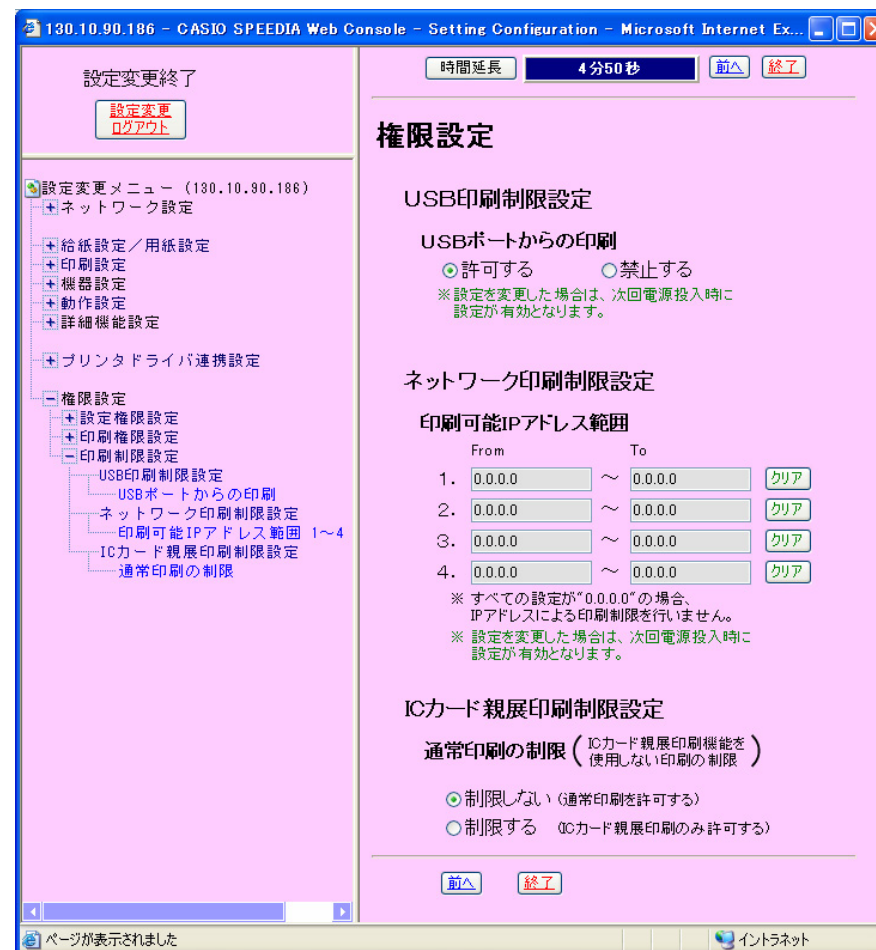 130.10.90.186 - CASIO SPEEDIA Web Console - Setting Configuration - Microsoft Internet Ex...
設定変更終了
設定変更
ログアウト
設定変更メニュー (130.10.90.186)
ネットワーク設定
給紙設定/用紙設定
印刷設定
機器設定
動作設定
詳細機能設定
プリンタドライバ連携設定
権限設定
設定権限設定
印刷権限設定
印刷制限設定
USB印刷制限設定
USBポートからの印刷
ネットワーク印刷制限設定
印刷可能IPアドレス範囲 1~4
ICカード親展印刷制限設定
通常印刷の制限
時間延長 4分50秒 前へ 終了
権限設定
USB印刷制限設定
USBポートからの印刷
許可する 禁止する
※設定を変更した場合は、次回電源投入時に
設定が有効となります。
ネットワーク印刷制限設定
印刷可能IPアドレス範囲
From To
1. 0.0.0.0 ~ 0.0.0.0 クリア
2. 0.0.0.0 ~ 0.0.0.0 クリア
3. 0.0.0.0 ~ 0.0.0.0 クリア
4. 0.0.0.0 ~ 0.0.0.0 クリア
※ すべての設定が"0.0.0.0"の場合、
IPアドレスによる印刷制限を行いません。
※ 設定を変更した場合は、次回電源投入時に
設定が有効となります。
ICカード親展印刷制限設定
通常印刷の制限 (ICカード親展印刷機能を
使用しない印刷の制限)
制限しない (通常印刷を許可する)
制限する (ICカード親展印刷のみ許可する)
前へ 終了
ページが表示されました イントラネット